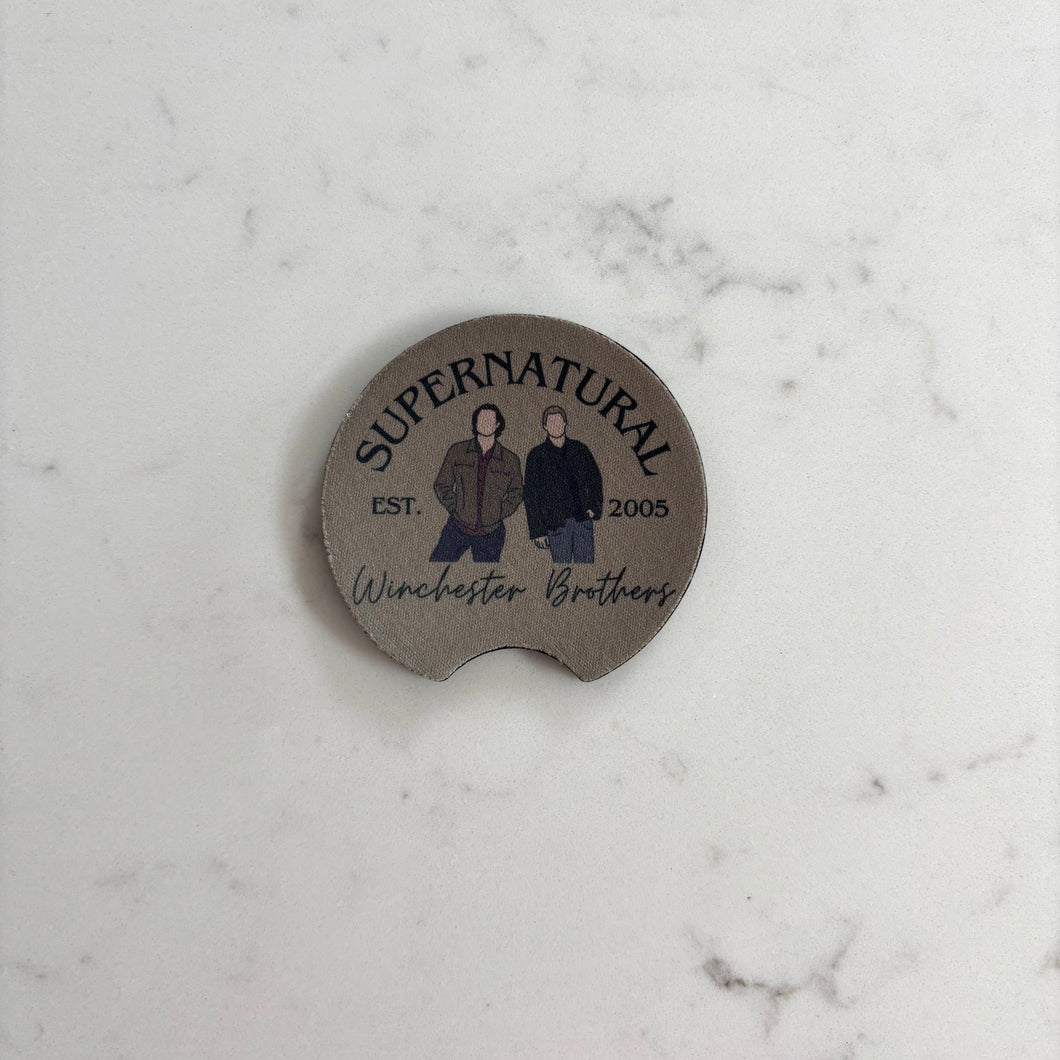 SUPERNATURAL
EST. 2005
Winchester Brothers